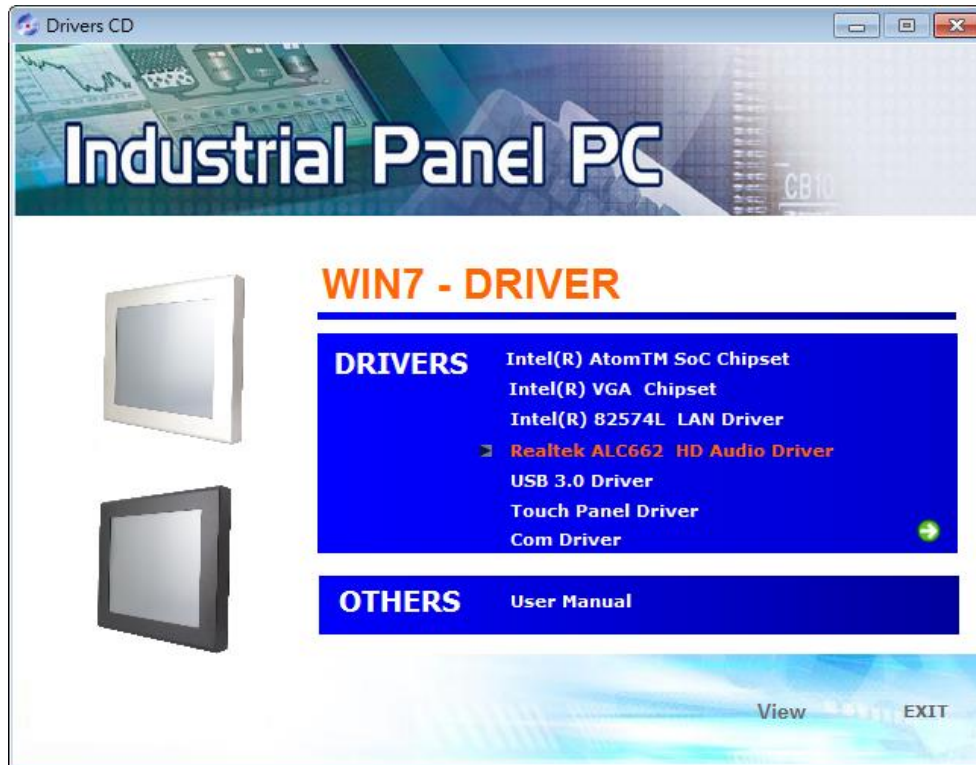 Drivers CD
Industrial Panel PC
CB10
WIN7 - DRIVER
DRIVERS
Intel(R) AtomTM SoC Chipset
Intel(R) VGA Chipset
Intel(R) 82574L LAN Driver
Realtek ALC662 HD Audio Driver
USB 3.0 Driver
Touch Panel Driver
Com Driver
OTHERS
User Manual
View
EXIT